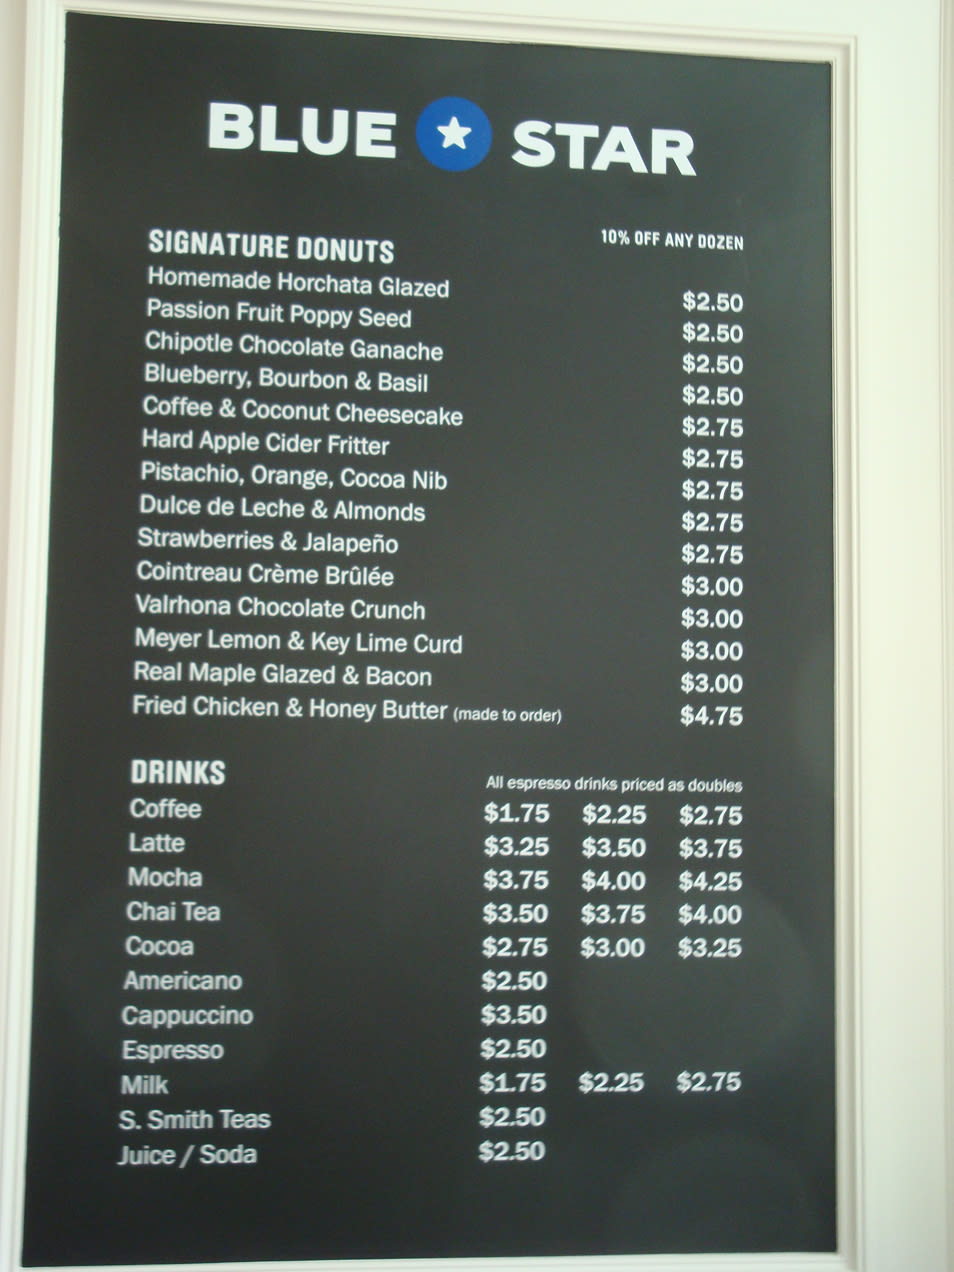 BLUE STAR
SIGNATURE DONUTS 10% OFF ANY DOZEN
Homemade Horchata Glazed $2.50
Passion Fruit Poppy Seed $2.50
Chipotle Chocolate Ganache $2.50
Blueberry, Bourbon & Basil $2.50
Coffee & Coconut Cheesecake $2.75
Hard Apple Cider Fritter $2.75
Pistachio, Orange, Cocoa Nib $2.75
Dulce de Leche & Almonds $2.75
Strawberries & Jalapeño $2.75
Cointreau Crème Brûlée $3.00
Valrhona Chocolate Crunch $3.00
Meyer Lemon & Key Lime Curd $3.00
Real Maple Glazed & Bacon $3.00
Fried Chicken & Honey Butter (made to order) $4.75
DRINKS All espresso drinks priced as doubles
Coffee $1.75 $2.25 $2.75
Latte $3.25 $3.50 $3.75
Mocha $3.75 $4.00 $4.25
Chai Tea $3.50 $3.75 $4.00
Cocoa $2.75 $3.00 $3.25
Americano $2.50
Cappuccino $3.50
Espresso $2.50
Milk $1.75 $2.25 $2.75
S. Smith Teas $2.50
Juice / Soda $2.50